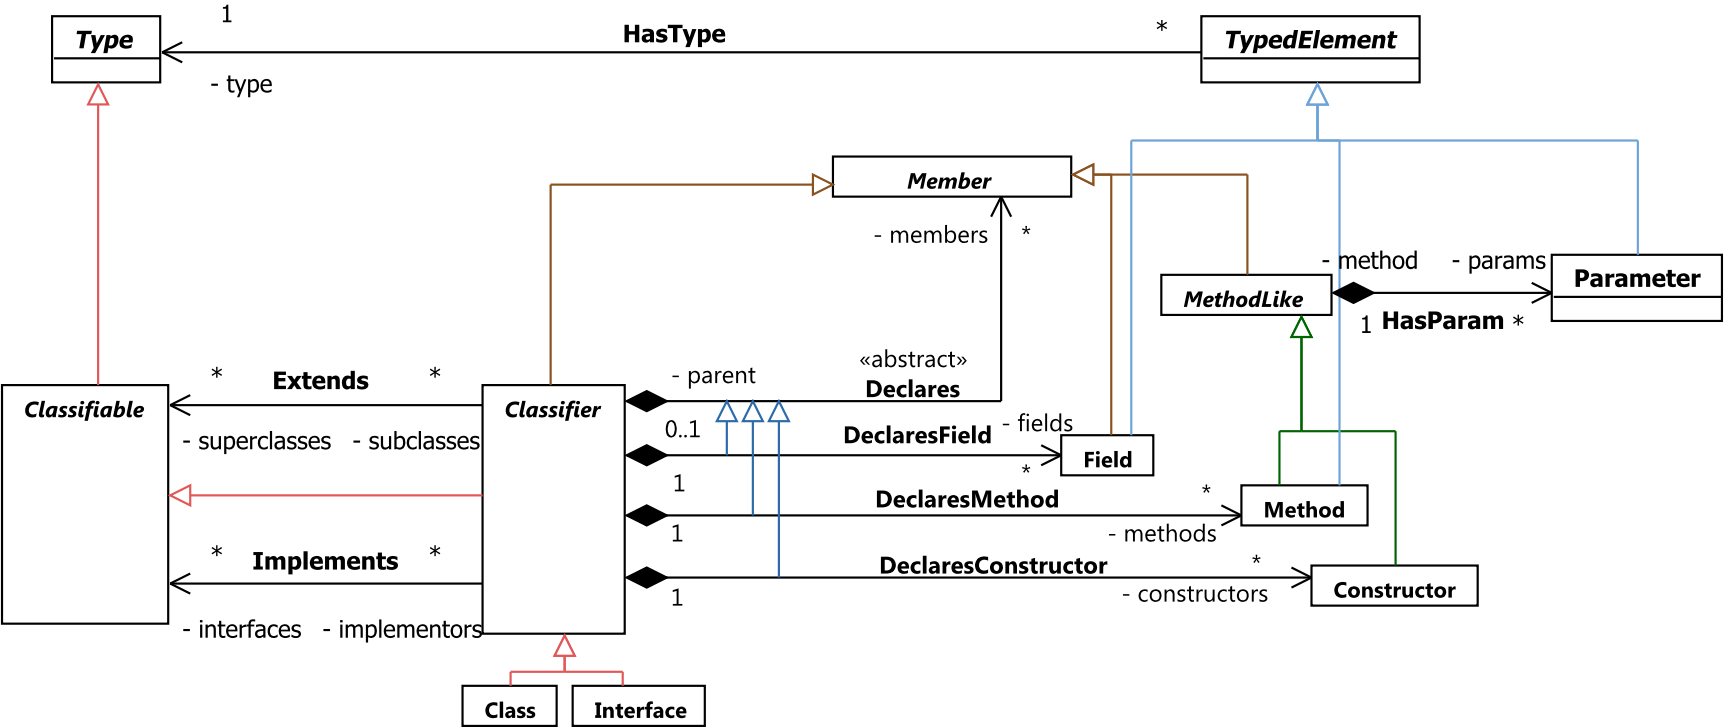 1
Type
HasType
*
TypedElement
- type
Member
- members
*
- method
- params
Parameter
MethodLike
1
HasParam
*
«abstract»
- parent
Declares
*
Extends
*
Classifiable
Classifier
- superclasses
- subclasses
0..1
DeclaresField
- fields
Field
1
*
DeclaresMethod
*
Method
1
- methods
*
Implements
*
DeclaresConstructor
*
1
- constructors
Constructor
- interfaces
- implementors
Class
Interface